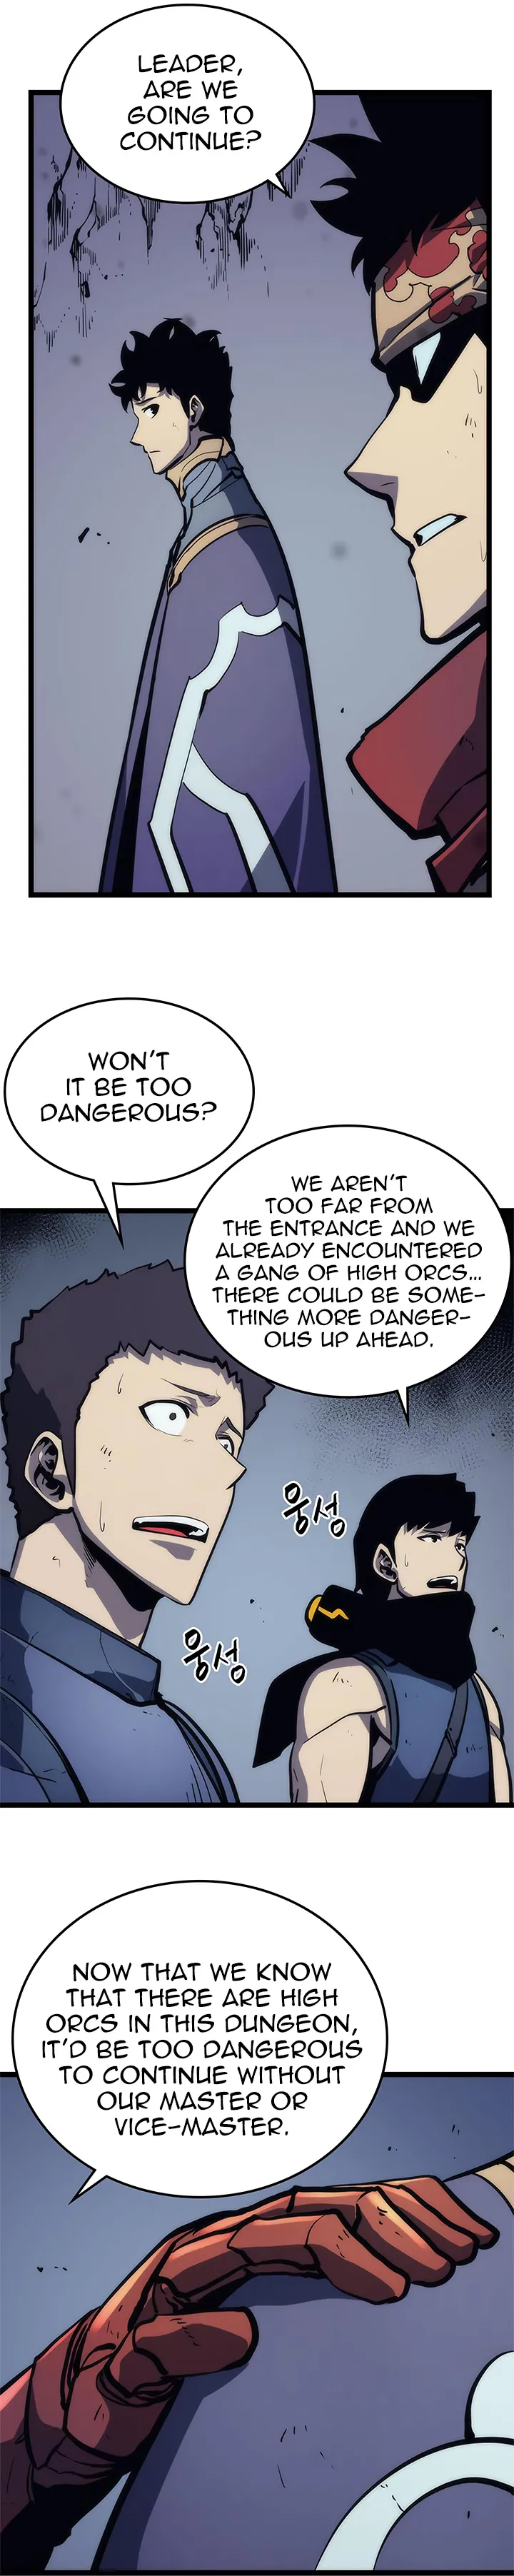 LEADER,
ARE WE
GOING TO
CONTINUE?
WON'T
IT BE TOO
DANGEROUS?
WE AREN'T
TOO FAR FROM
THE ENTRANCE AND WE
ALREADY ENCOUNTERED
A GANG OF HIGH ORCS...
THERE COULD BE SOME-
THING MORE DANGER-
OUS UP AHEAD.
웅성
웅성
NOW THAT WE KNOW
THAT THERE ARE HIGH
ORCS IN THIS DUNGEON,
IT'D BE TOO DANGEROUS
TO CONTINUE WITHOUT
OUR MASTER OR
VICE-MASTER.